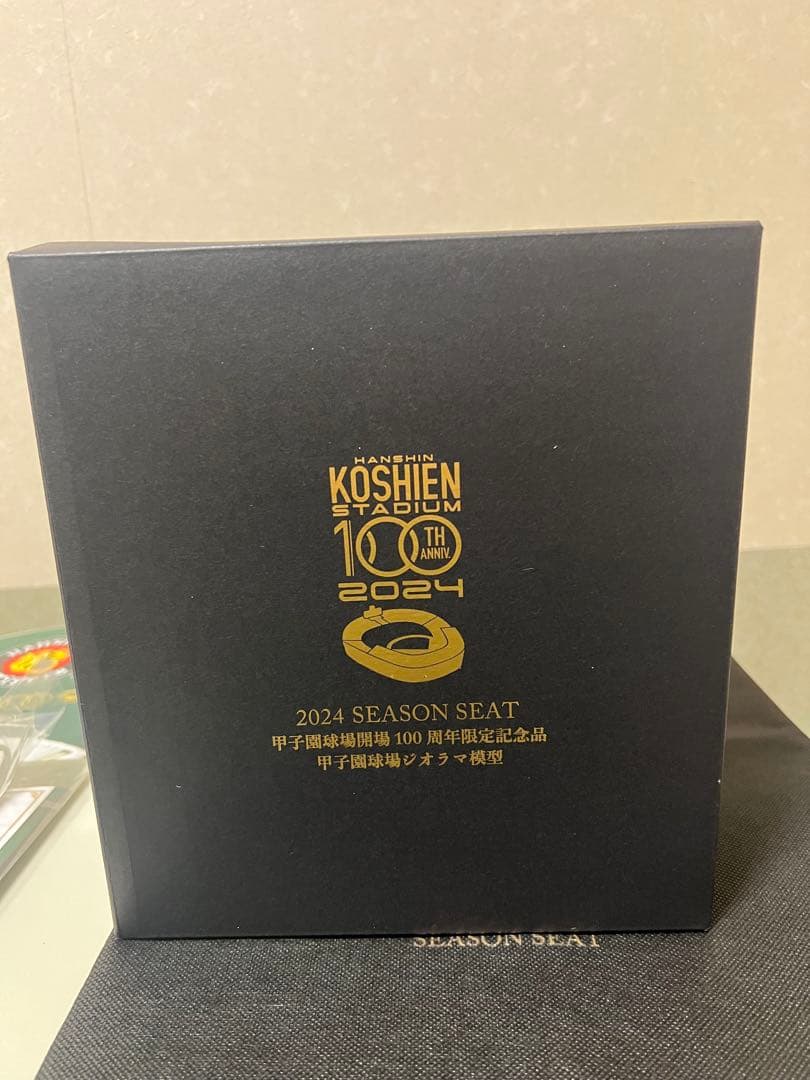 HANSHIN
KOSHIEN
STADIUM
100TH
ANNIV.
2024
2024 SEASON SEAT
甲子園球場開場100周年限定記念品
甲子園球場ジオラマ模型
SEASON SEAT